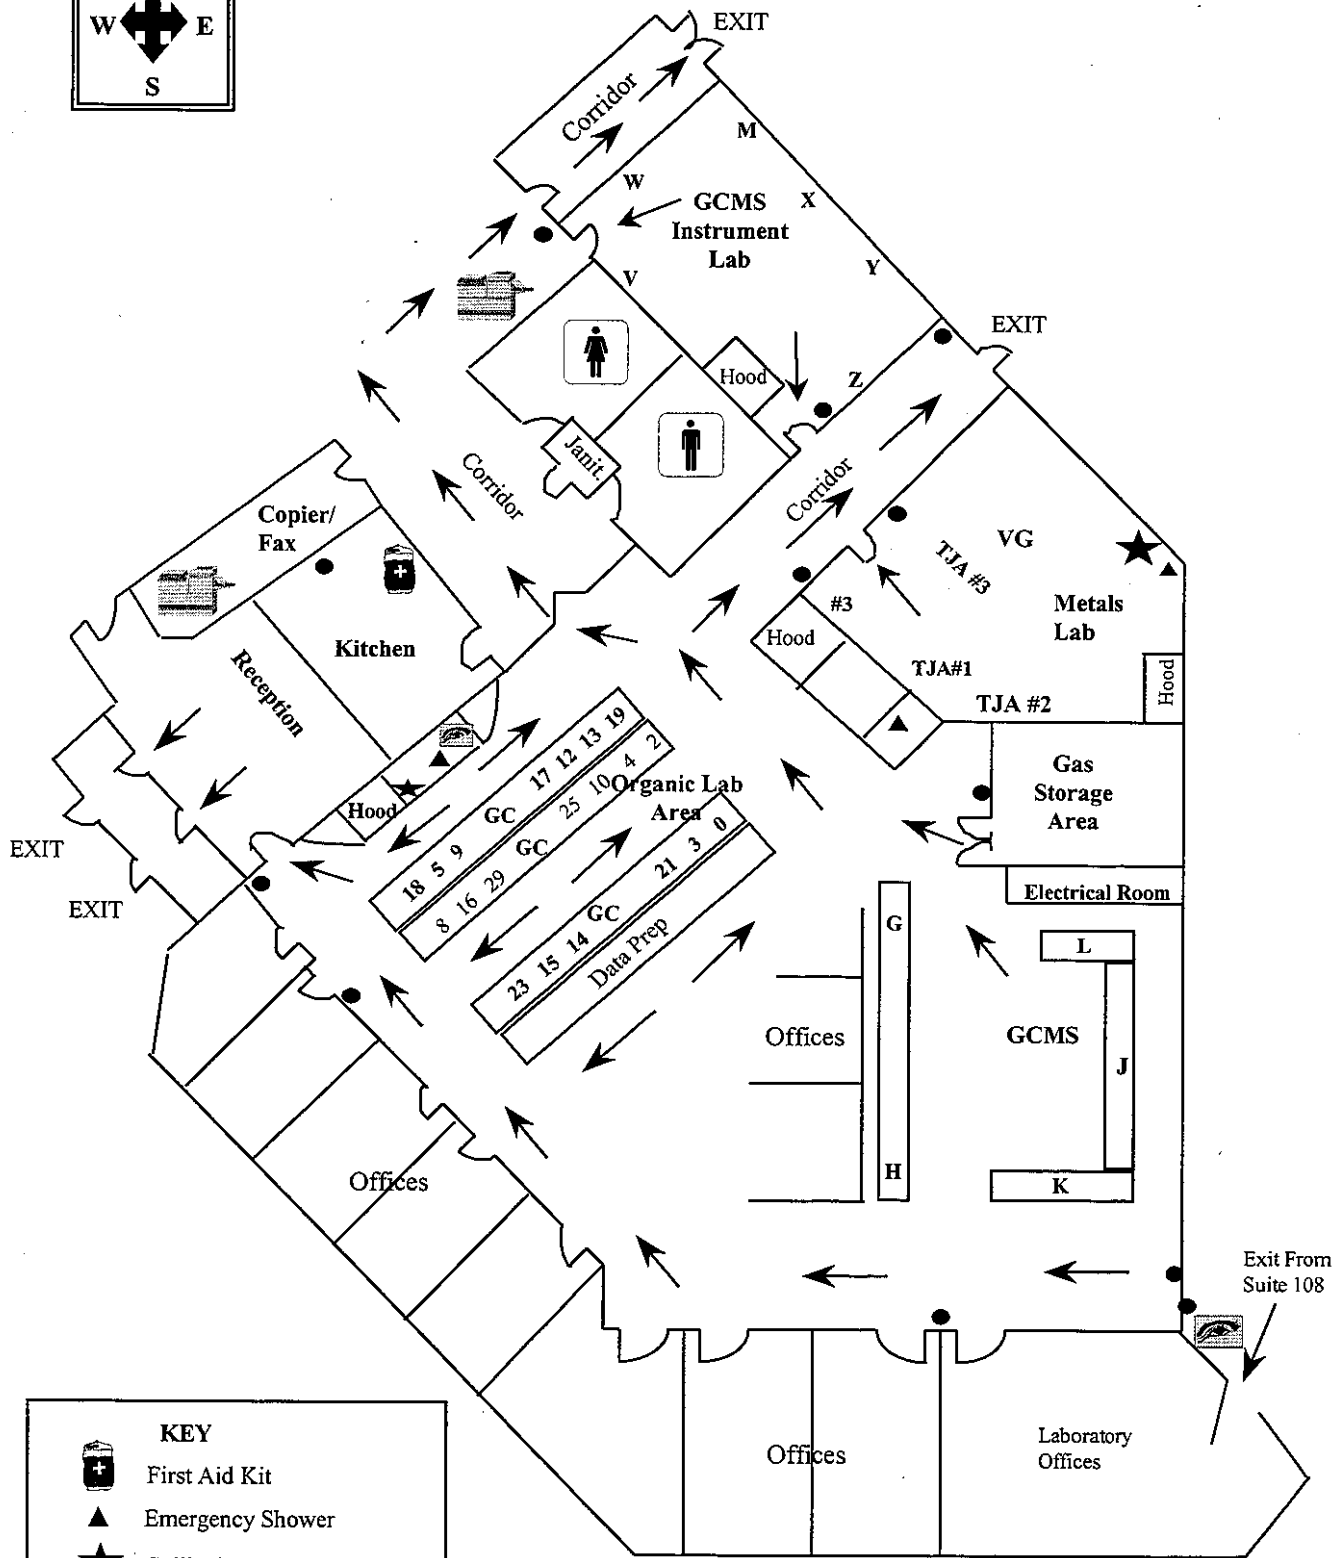 EXIT
W E
S
Corridor
M
W
GCMS
Instrument
Lab
X
Y
V
EXIT
Hood
Z
Janit.
Corridor
Corridor
Copier/
Fax
VG
TJA #3
#3
Metals
Lab
Hood
Kitchen
Reception
TJA#1
Hood
TJA #2
17 12 13 19
25 10 4 2
Organic Lab
Area
Gas
Storage
Area
Hood
GC
GC
21 3 0
18 5 9
8 16 29
EXIT
EXIT
Electrical Room
GC
23 15 14
Data Prep
G
L
Offices
GCMS
J
H
K
Offices
Exit From
Suite 108
Laboratory
Offices
Offices
KEY
First Aid Kit
Emergency Shower